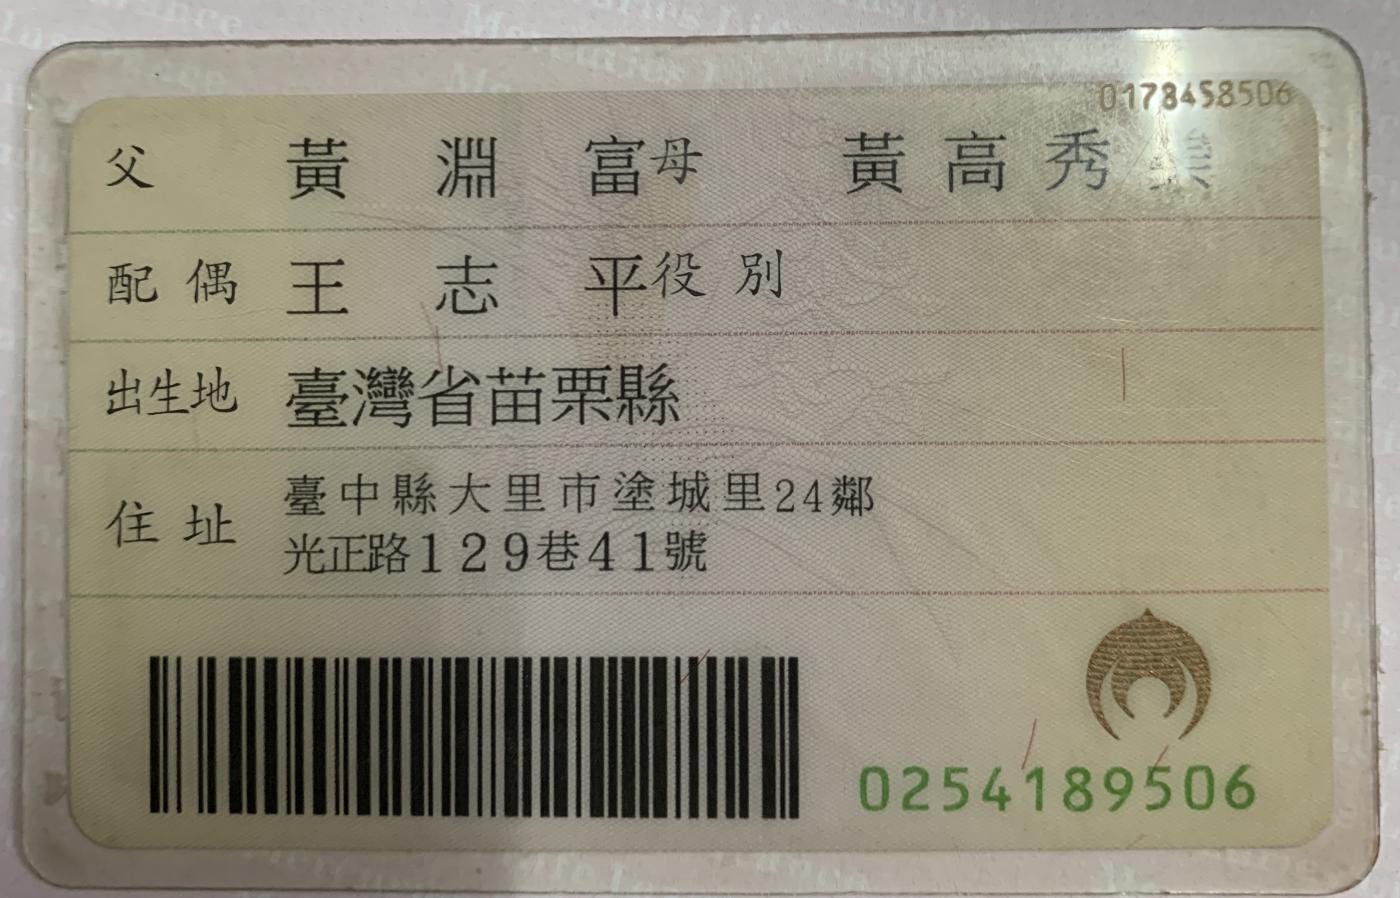 0178458506
父 黃淵富 母 黃高秀
配偶 王志平 役別
出生地 臺灣省苗栗縣
住址 臺中縣大里市塗城里24鄰
光正路129巷41號
0254189506